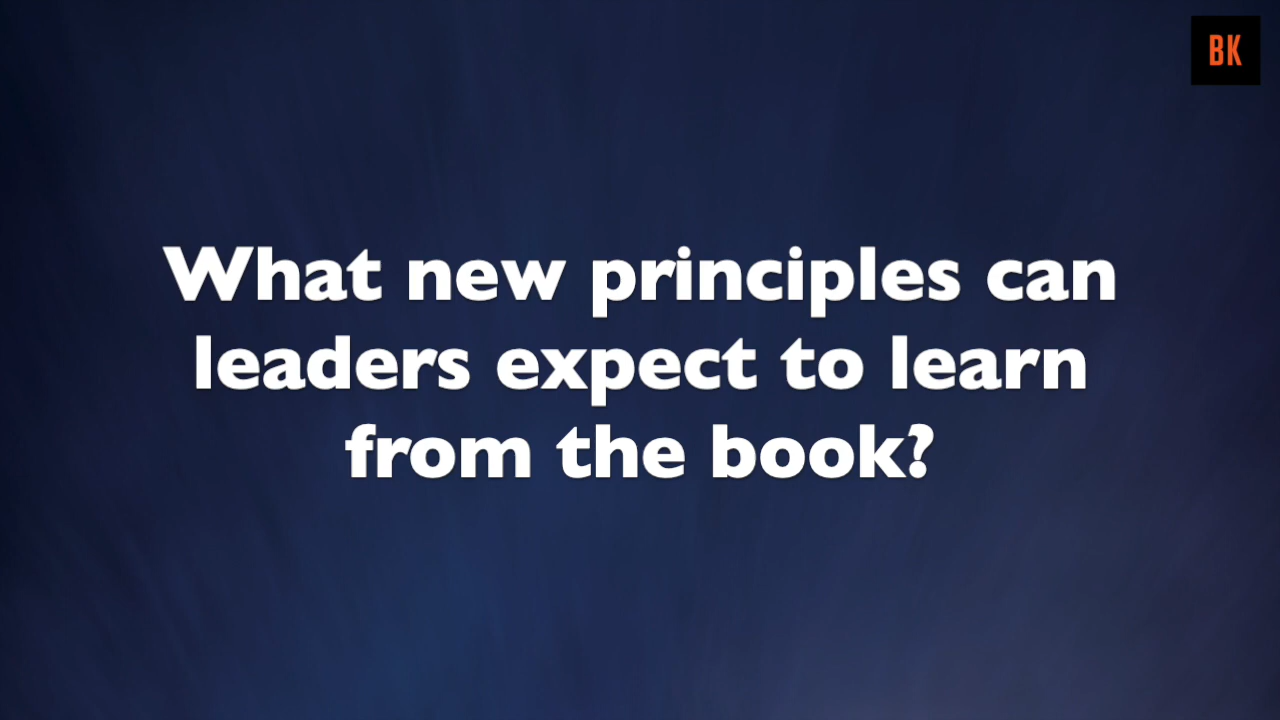 BK
What new principles can
leaders expect to learn
from the book?